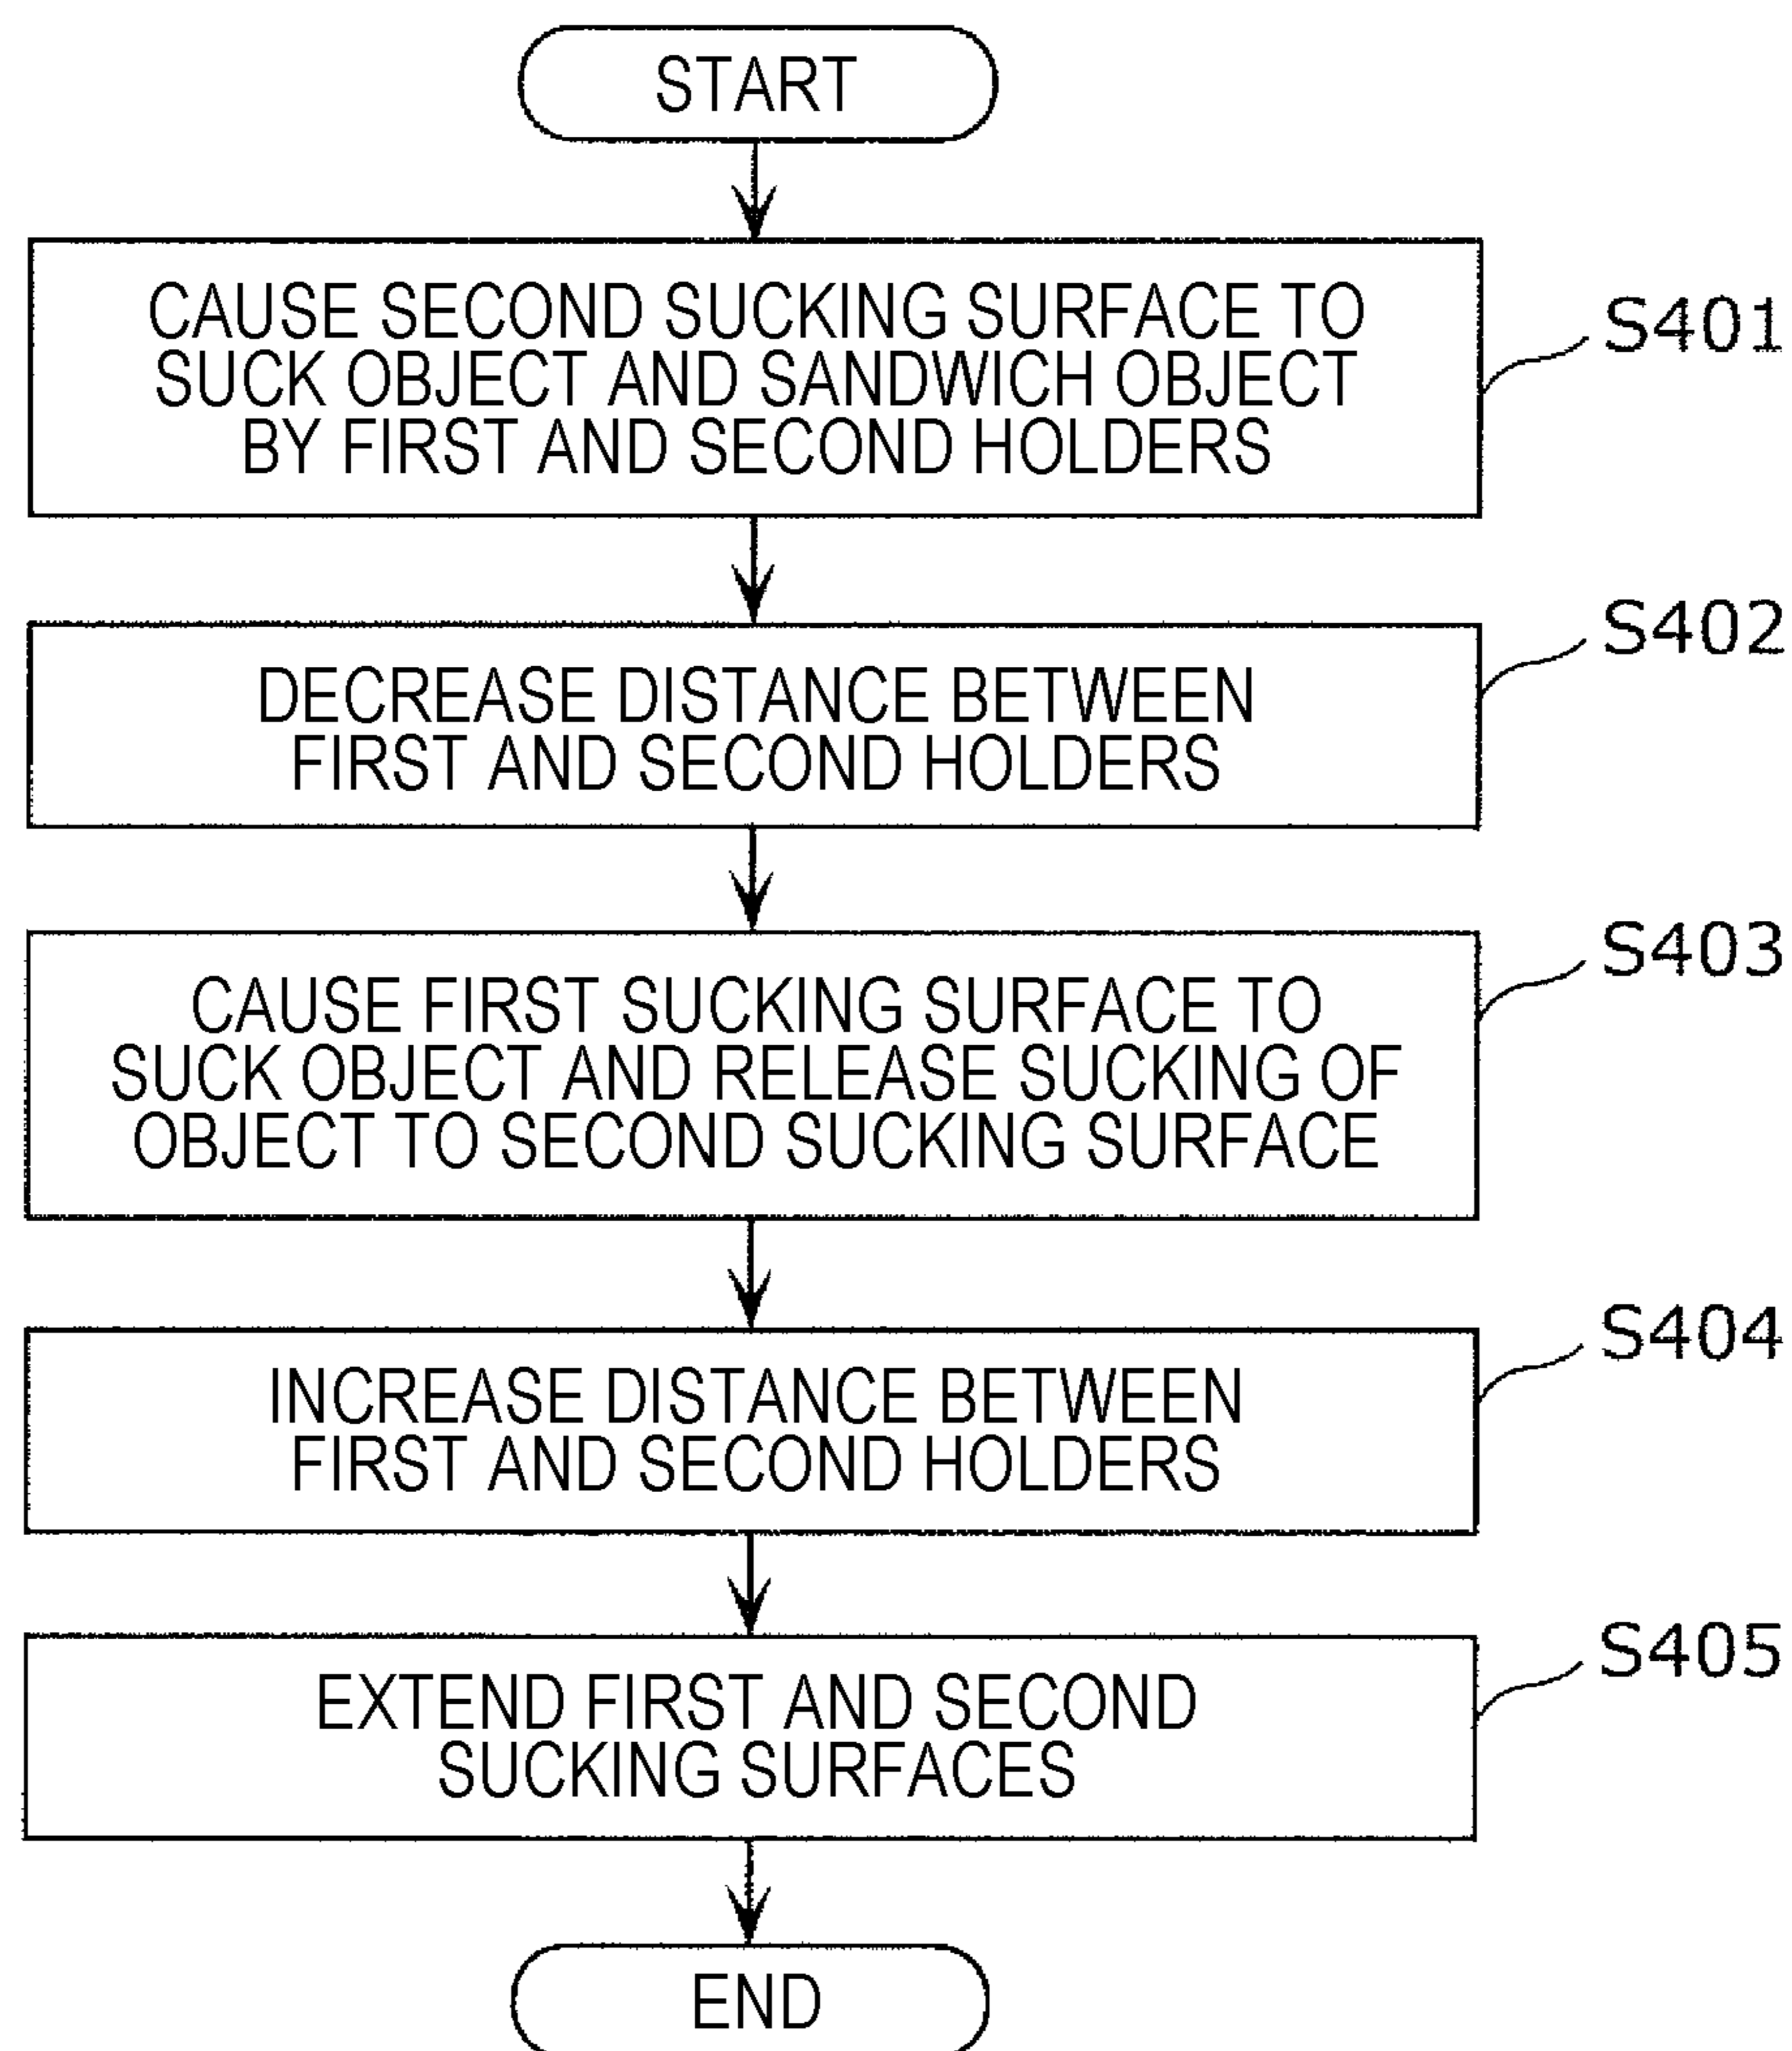 START
CAUSE SECOND SUCKING SURFACE TO
SUCK OBJECT AND SANDWICH OBJECT
BY FIRST AND SECOND HOLDERS
S401
DECREASE DISTANCE BETWEEN
FIRST AND SECOND HOLDERS
S402
CAUSE FIRST SUCKING SURFACE TO
SUCK OBJECT AND RELEASE SUCKING OF
OBJECT TO SECOND SUCKING SURFACE
S403
INCREASE DISTANCE BETWEEN
FIRST AND SECOND HOLDERS
S404
EXTEND FIRST AND SECOND
SUCKING SURFACES
S405
END